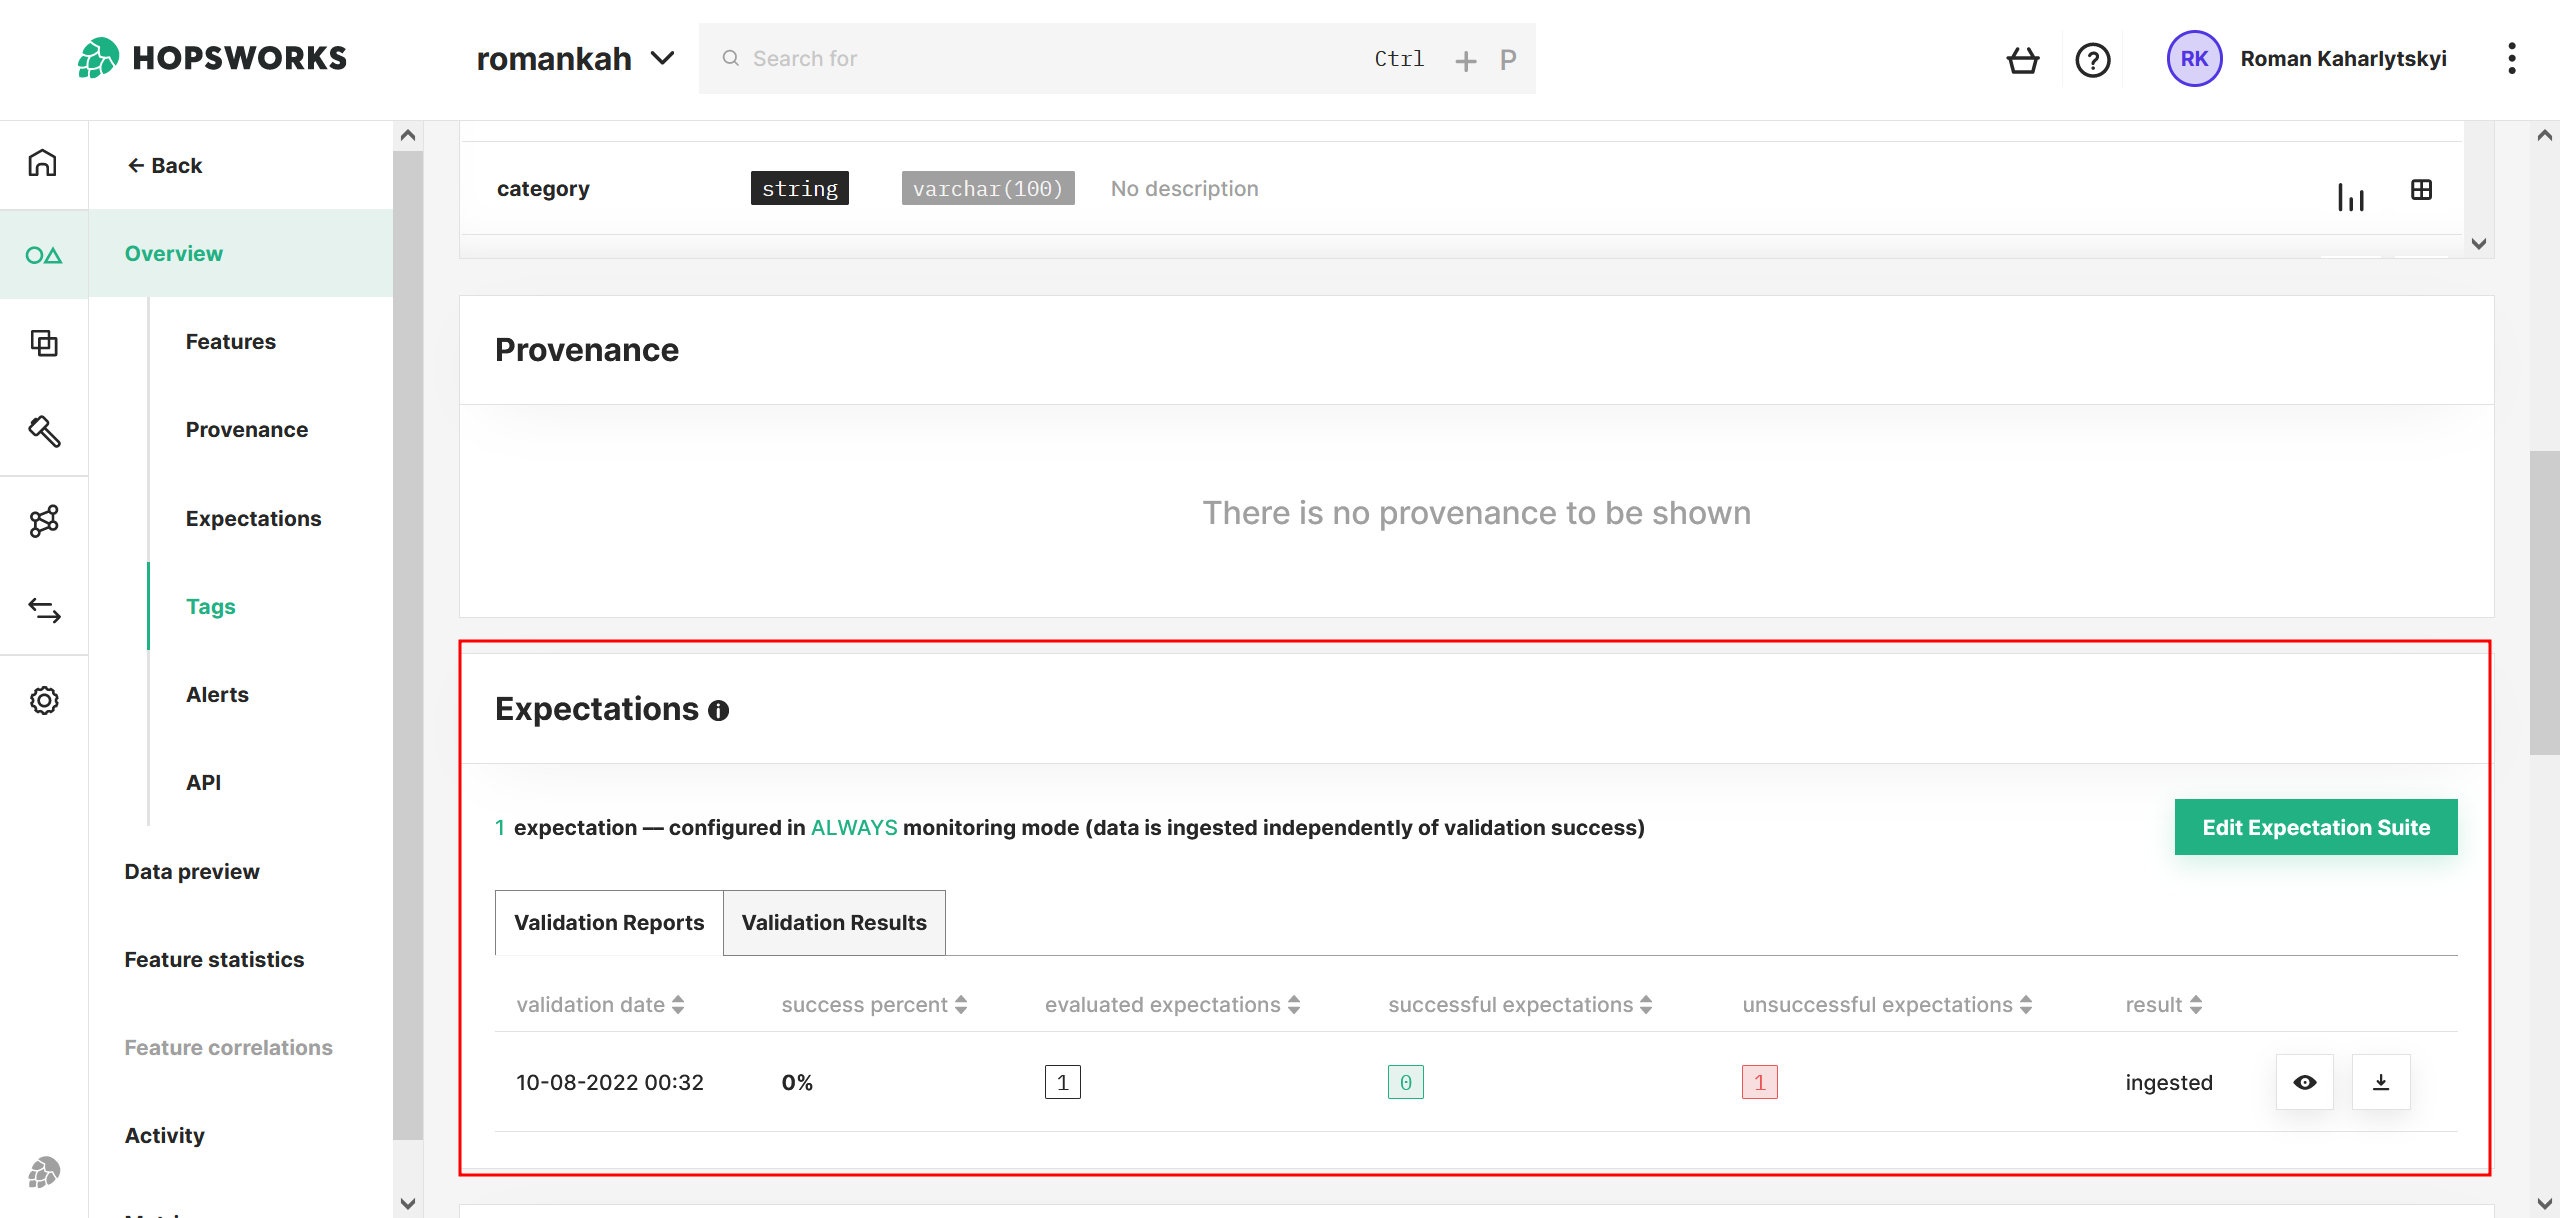 HOPSWORKS
romankah
Search for
Ctrl + P
RK
Roman Kaharlytskyi
← Back
Overview
Features
Provenance
Expectations
Tags
Alerts
API
Data preview
Feature statistics
Feature correlations
Activity
category string varchar(100) No description
Provenance
There is no provenance to be shown
Expectations
1 expectation — configured in ALWAYS monitoring mode (data is ingested independently of validation success)
Edit Expectation Suite
Validation Reports Validation Results
validation date success percent evaluated expectations successful expectations unsuccessful expectations result
10-08-2022 00:32 0% 1 0 1 ingested